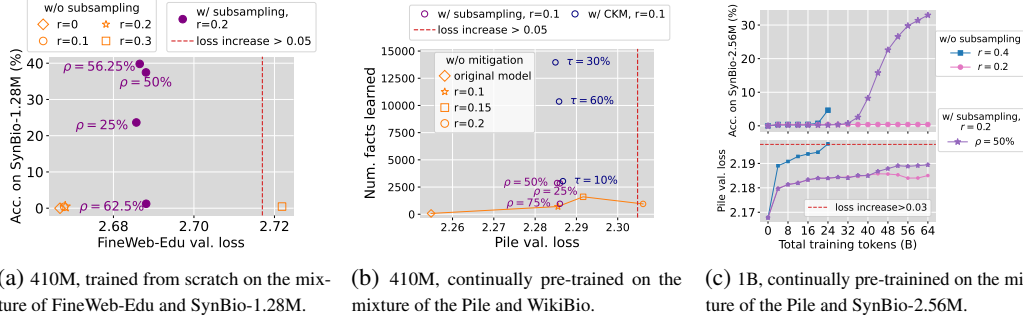 w/o subsampling
r=0
r=0.2
r=0.1
r=0.3
w/ subsampling,
r=0.2
loss increase > 0.05
Acc. on SynBio-1.28M (%)
40
30
20
10
0
ρ = 56.25%
ρ = 50%
ρ = 25%
ρ = 62.5%
2.68
2.70
2.72
FineWeb-Edu val. loss
(a) 410M, trained from scratch on the mix-
ture of FineWeb-Edu and SynBio-1.28M.
w/ subsampling, r=0.1
w/ CKM, r=0.1
loss increase > 0.05
Num. facts learned
15000
12500
10000
7500
5000
2500
0
w/o mitigation
original model
r=0.1
r=0.15
r=0.2
τ = 30%
τ = 60%
ρ = 50%
τ = 10%
ρ = 25%
ρ = 75%
2.25
2.26
2.27
2.28
2.29
2.30
Pile val. loss
(b) 410M, continually pre-trained on the
mixture of the Pile and WikiBio.
Acc. on SynBio-2.56M (%)
30
20
10
0
w/o subsampling
r = 0.4
r = 0.2
w/ subsampling,
r = 0.2
ρ = 50%
Pile val. loss
2.19
2.18
2.17
loss increase>0.03
0 8 16 24 32 40 48 56 64
Total training tokens (B)
(c) 1B, continually pre-trainined on the mi
ture of the Pile and SynBio-2.56M.